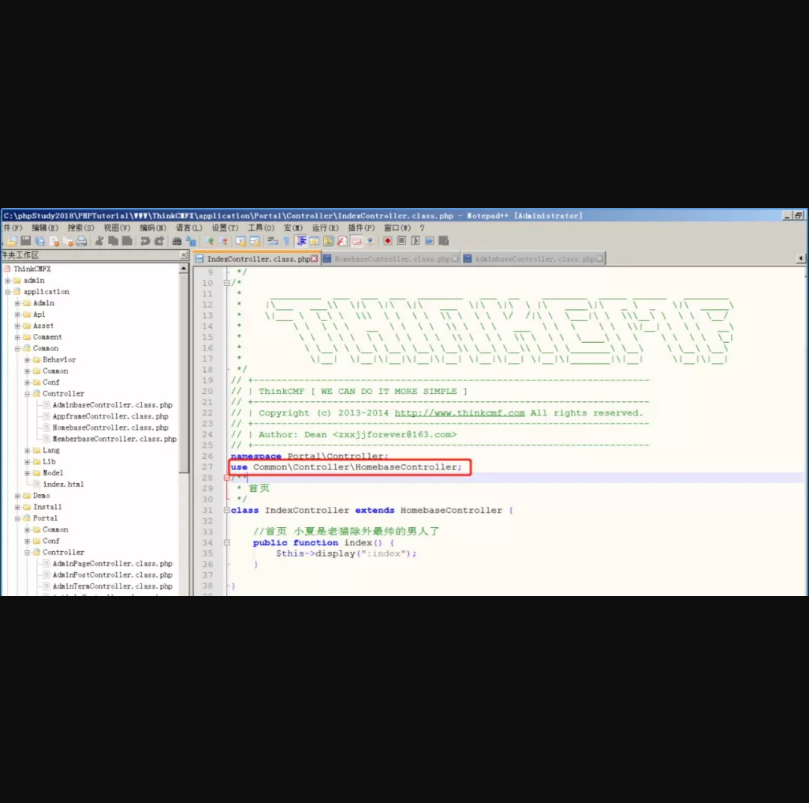 C:\phpStudy2018\PHPTutorial\WWW\ThinkCMFX\application\Portal\Controller\IndexController.class.php - Notepad++ [Administrator]
件(F) 编辑(E) 搜索(S) 视图(V) 编码(N) 语言(L) 设置(T) 工具(O) 宏(M) 运行(R) 插件(P) 窗口(W) ?
件夹工作区
IndexController.class.php HomebaseController.class.php AdminbaseController.class.php
ThinkCMFX
admin
application
Admin
Api
Asset
Comment
Common
Behavior
Common
Conf
Controller
AdminbaseController.class.php
AppframeController.class.php
HomebaseController.class.php
MemberbaseController.class.php
Lang
Lib
Model
index.html
Demo
Install
Portal
Common
Conf
Controller
AdminPageController.class.php
AdminPostController.class.php
AdminTermController.class.php
9 */
10 /*
11 *
12 *
13 *
14 *
15 *
16 *
17 *
18 */
19 // +----------------------------------------------------------------------
20 // | ThinkCMF [ WE CAN DO IT MORE SIMPLE ]
21 // +----------------------------------------------------------------------
22 // | Copyright (c) 2013-2014 http://www.thinkcmf.com All rights reserved.
23 // +----------------------------------------------------------------------
24 // | Author: Dean <zxxjjforever@163.com>
25 // +----------------------------------------------------------------------
26 namespace Portal\Controller;
27 use Common\Controller\HomebaseController;
28 /**
29 * 首页
30 */
31 class IndexController extends HomebaseController {
32
33 //首页 小夏是老猫除外最帅的男人了
34 public function index() {
35 $this->display(":index");
36 }
37
38 }